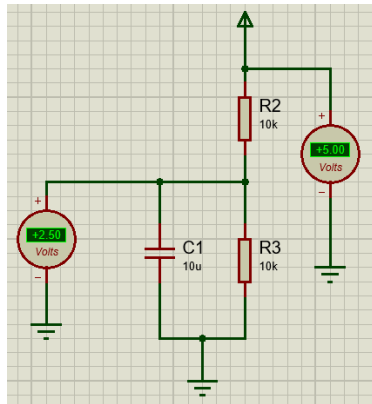 R2
10k
+
+5.00
Volts
−
+
+2.50
Volts
−
C1
10u
R3
10k